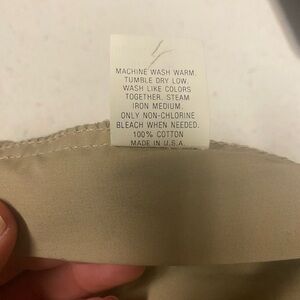 MACHINE WASH WARM.
TUMBLE DRY LOW.
WASH LIKE COLORS
TOGETHER. STEAM
IRON MEDIUM.
ONLY NON-CHLORINE
BLEACH WHEN NEEDED.
100% COTTON
MADE IN U.S.A.